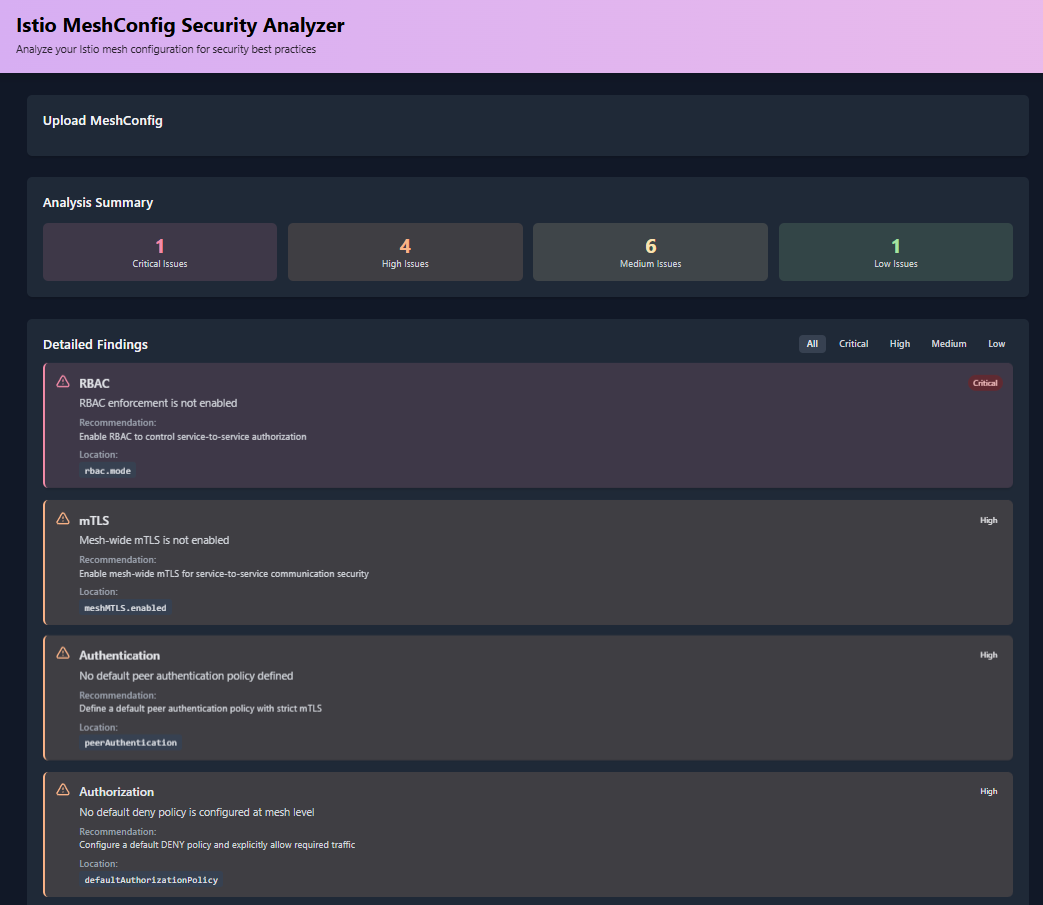 Istio MeshConfig Security Analyzer
Analyze your Istio mesh configuration for security best practices
Upload MeshConfig
Analysis Summary
1
Critical Issues
4
High Issues
6
Medium Issues
1
Low Issues
Detailed Findings
All Critical High Medium Low
RBAC
Critical
RBAC enforcement is not enabled
Recommendation:
Enable RBAC to control service-to-service authorization
Location:
rbac.mode
mTLS
High
Mesh-wide mTLS is not enabled
Recommendation:
Enable mesh-wide mTLS for service-to-service communication security
Location:
meshMTLS.enabled
Authentication
High
No default peer authentication policy defined
Recommendation:
Define a default peer authentication policy with strict mTLS
Location:
peerAuthentication
Authorization
High
No default deny policy is configured at mesh level
Recommendation:
Configure a default DENY policy and explicitly allow required traffic
Location:
defaultAuthorizationPolicy